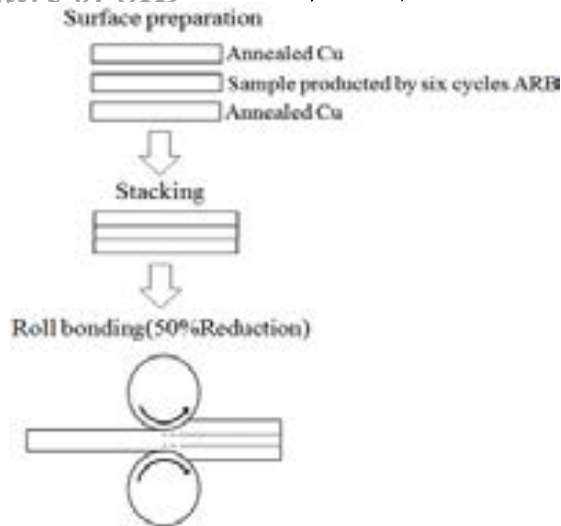 Surface preparation
Annealed Cu
Sample producted by six cycles ARB
Annealed Cu
Stacking
Roll bonding(50%Reduction)